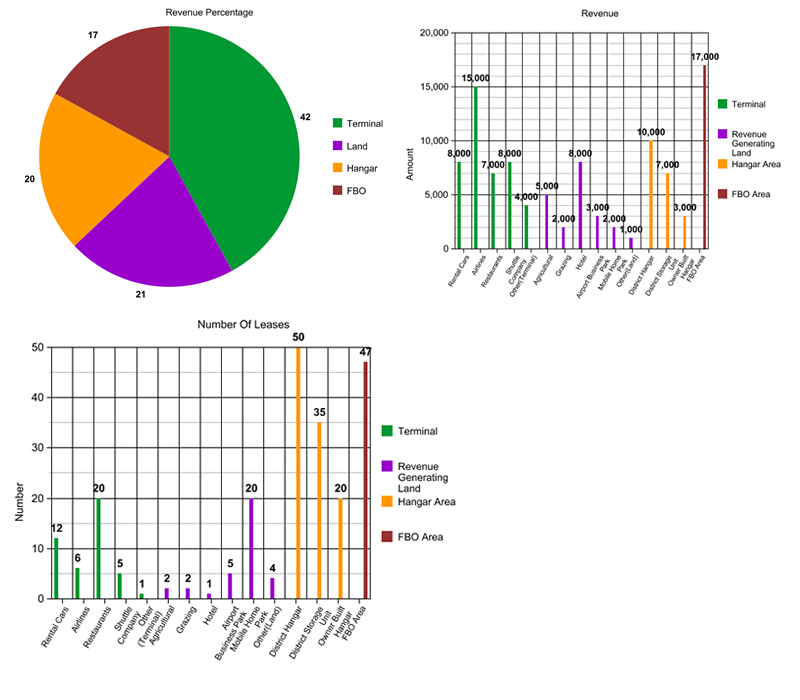 Revenue Percentage
17
42
20
21
Terminal
Land
Hangar
FBO
Revenue
Amount
20,000
15,000
10,000
5,000
0
8,000
15,000
7,000
8,000
4,000
5,000
2,000
8,000
3,000
2,000
1,000
10,000
7,000
3,000
17,000
Rental Cars
Airlines
Restaurants
Shuttle
Company
Other(Terminal)
Agricultural
Grazing
Hotel
Airport Business
Park
Mobile Home
Park
Other(Land)
District Hangar
District Storage
Unit
Owner Built
Hangar
FBO Area
Terminal
Revenue
Generating
Land
Hangar Area
FBO Area
Number Of Leases
Number
50
40
30
20
10
0
12
6
20
5
1
2
2
1
5
20
4
50
35
20
47
Rental Cars
Airlines
Restaurants
Shuttle
Company
Other
(Terminal)
Agricultural
Grazing
Hotel
Airport
Business Park
Mobile Home
Park
Other(Land)
District Hangar
District Storage
Unit
Owner Built
Hangar
FBO Area
Terminal
Revenue
Generating
Land
Hangar Area
FBO Area